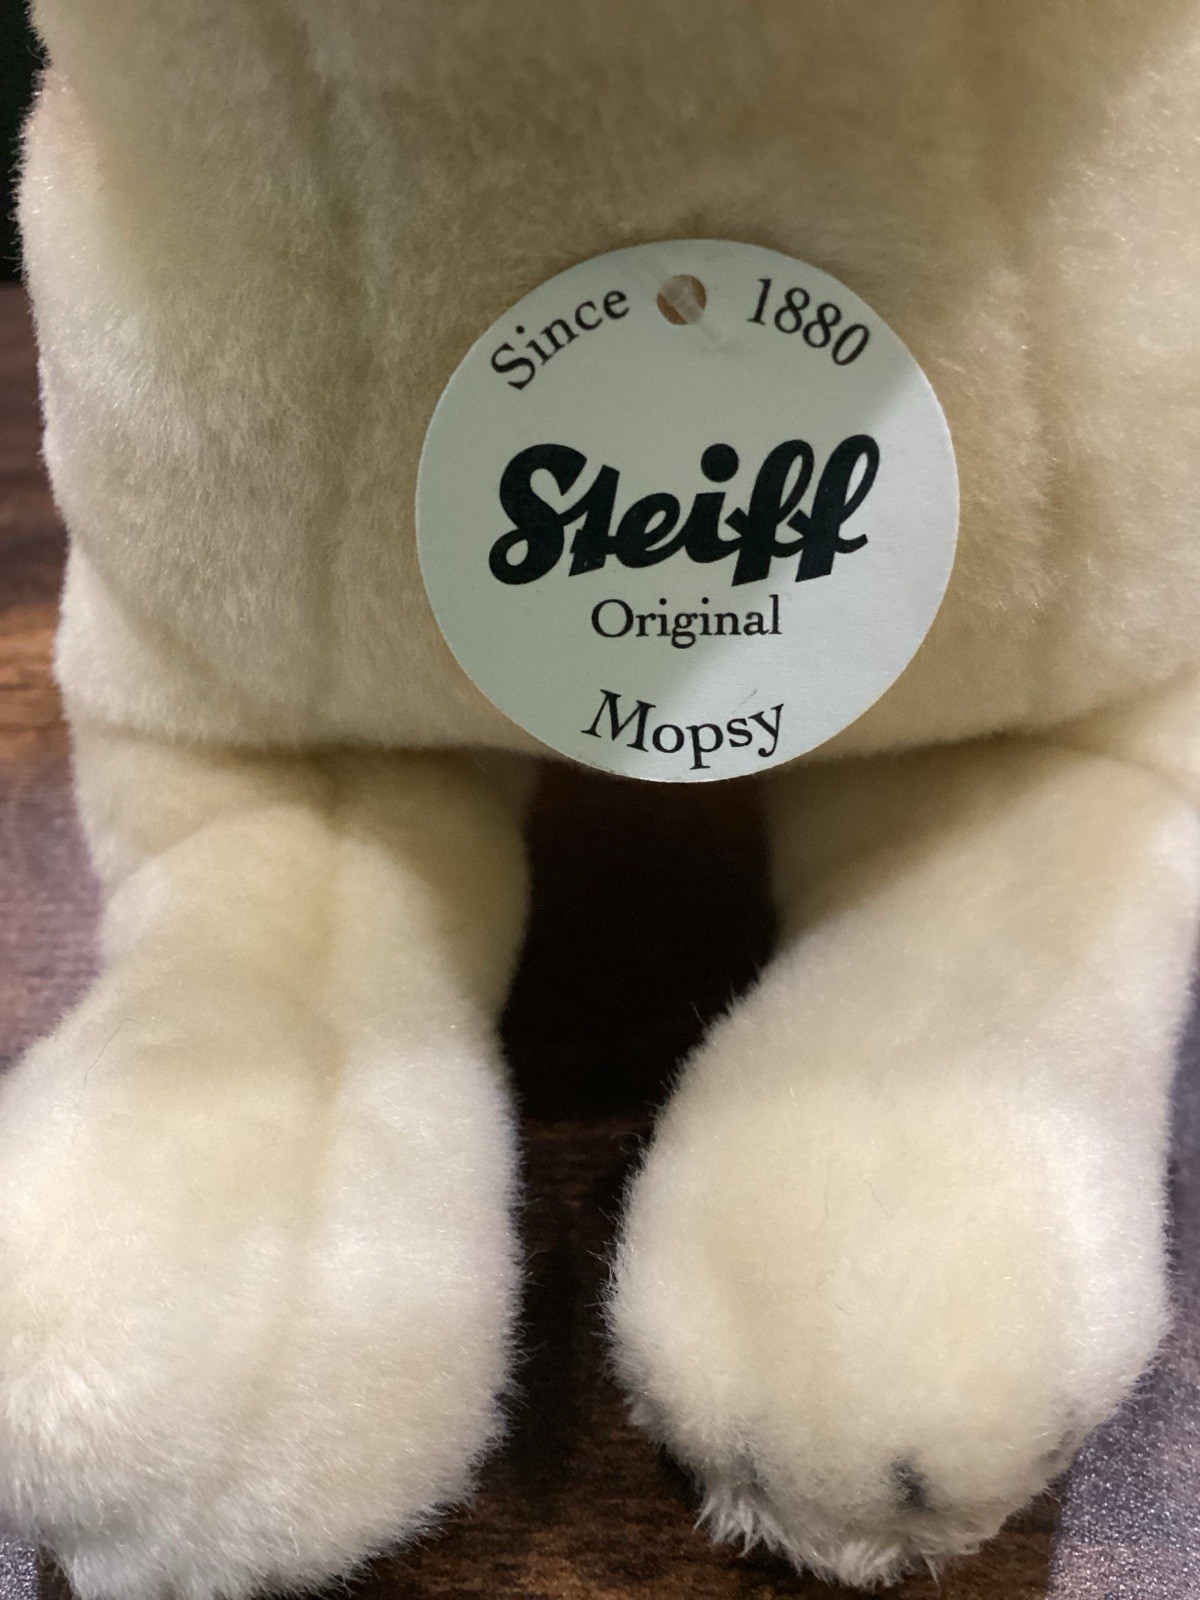 Since 1880
Steiff
Original
Mopsy